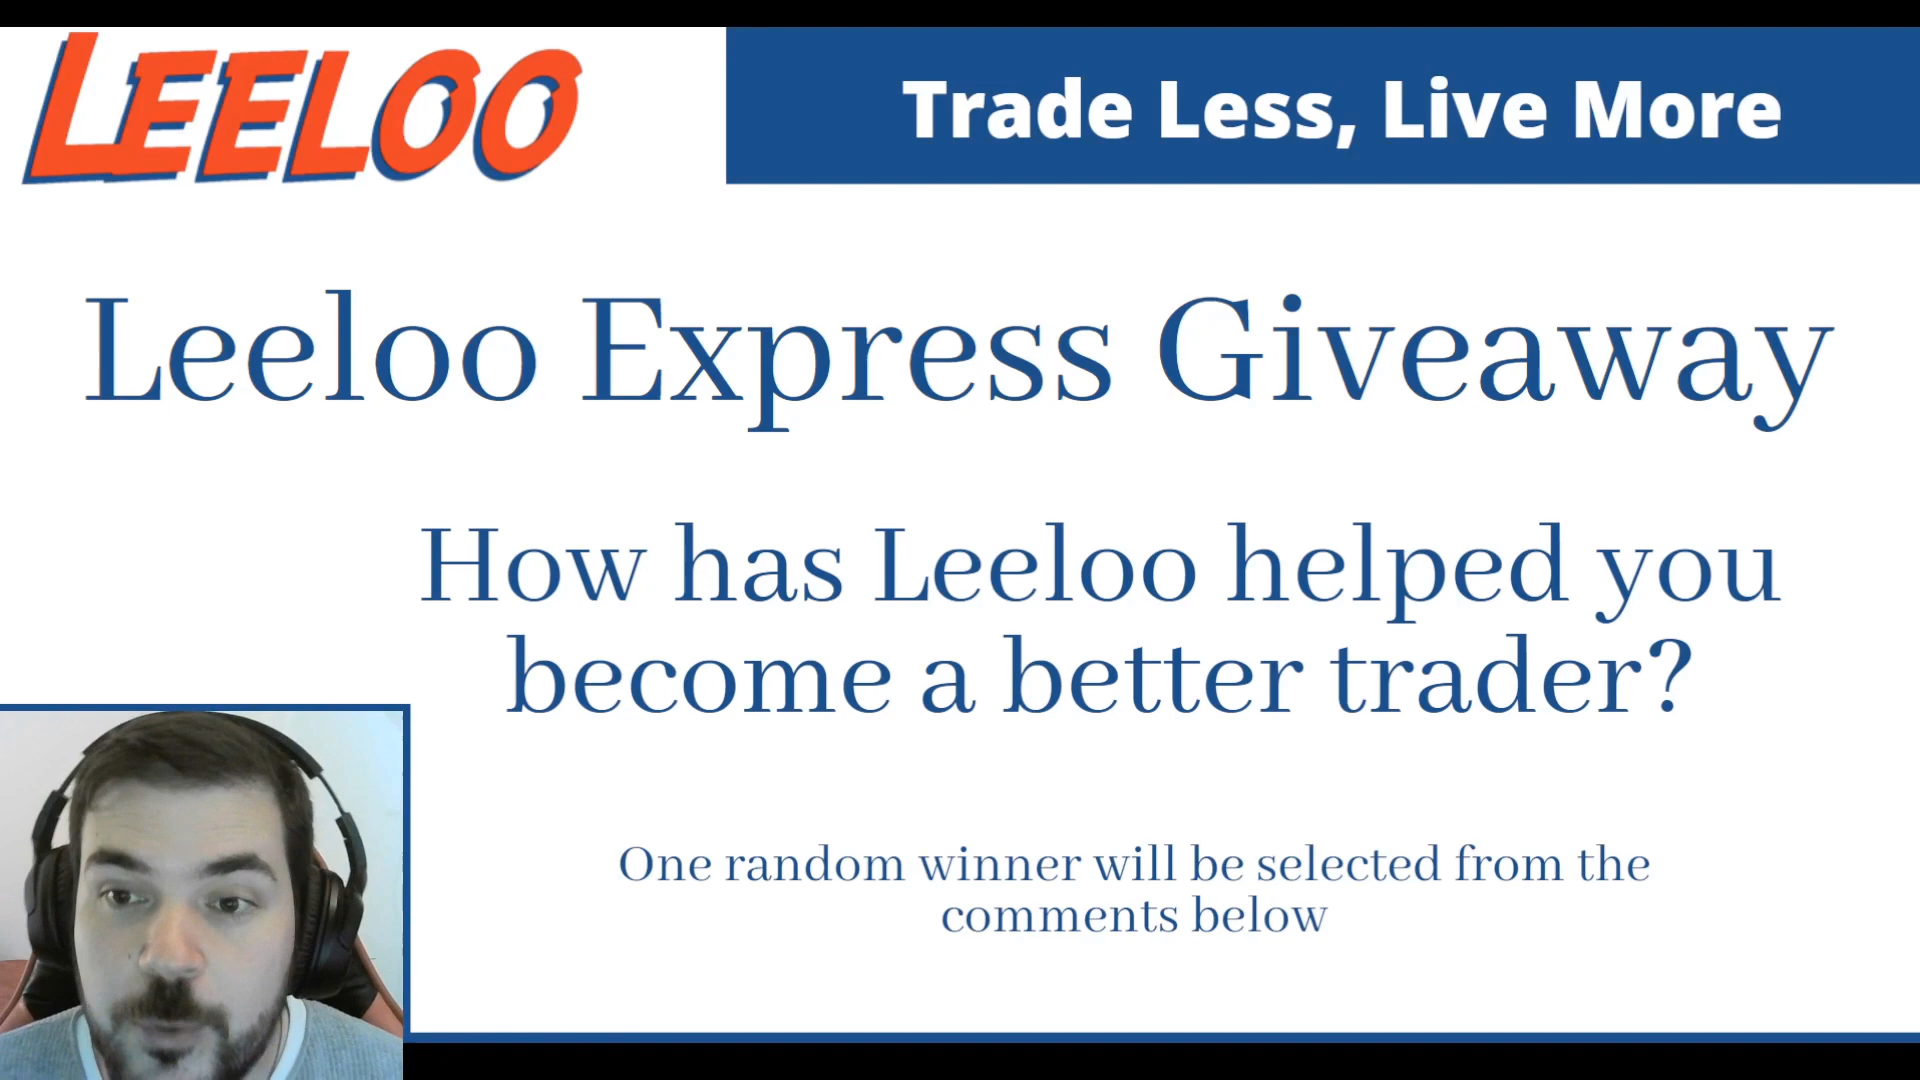 LEELOO
Trade Less, Live More
Leeloo Express Giveaway
How has Leeloo helped you
become a better trader?
One random winner will be selected from the
comments below